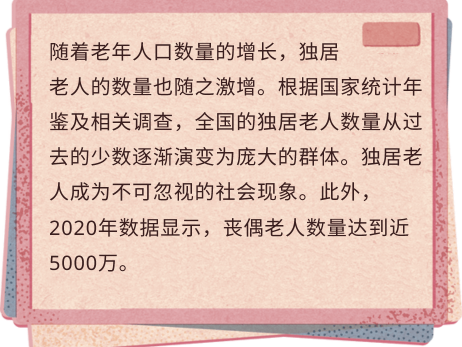 随着老年人口数量的增长，独居
老人的数量也随之激增。根据国家统计年
鉴及相关调查，全国的独居老人数量从过
去的少数逐渐演变为庞大的群体。独居老
人成为不可忽视的社会现象。此外，
2020年数据显示，丧偶老人数量达到近
5000万。